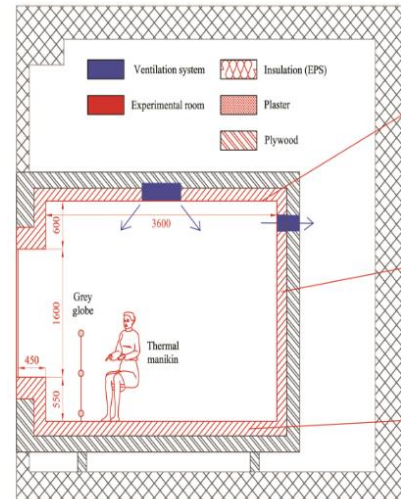 Ventilation system
Insulation (EPS)
Experimental room
Plaster
Plywood
3600
600
1600
450
550
Grey
globe
Thermal
manikin